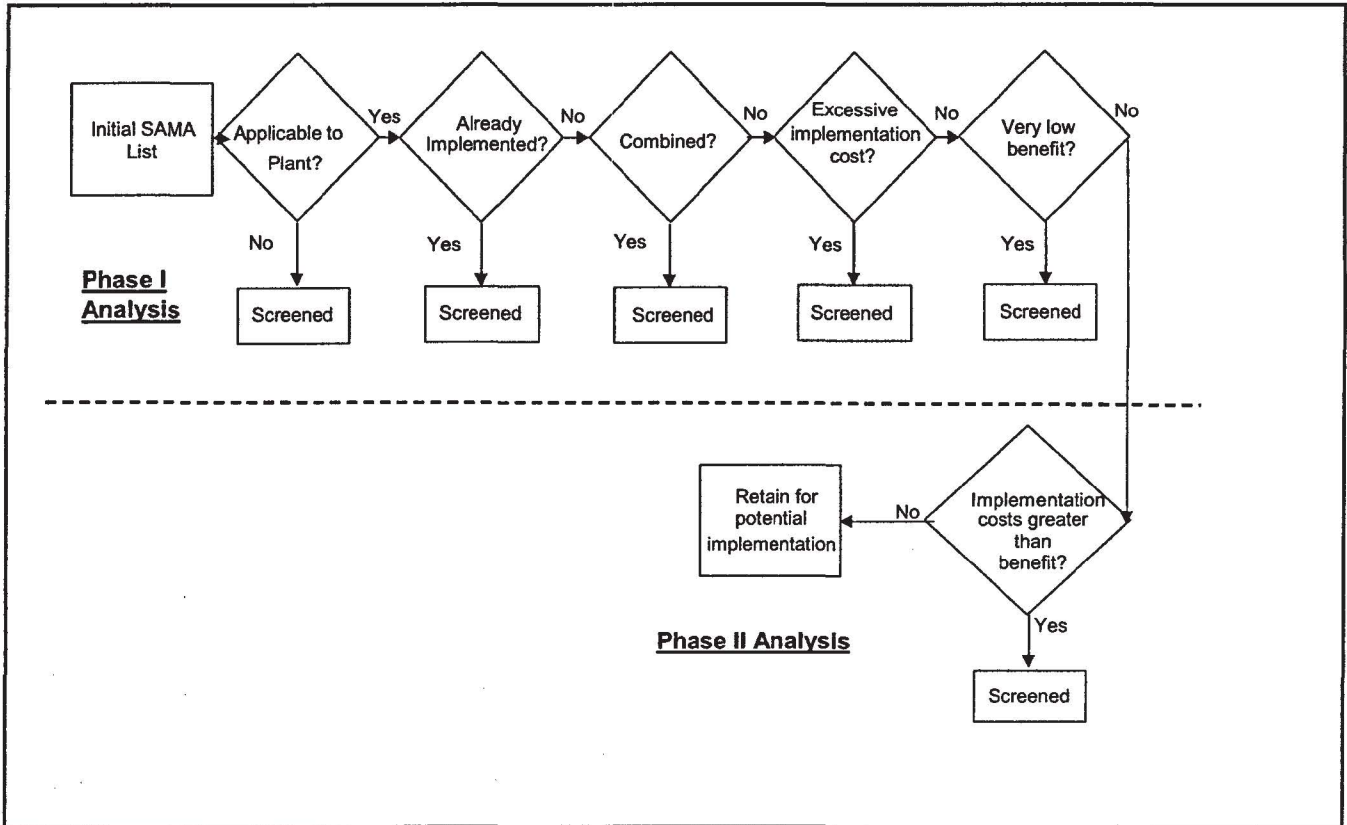 Initial SAMA
List
Applicable to
Plant?
Yes
No
Screened
Already
Implemented?
No
Yes
Screened
Combined?
No
Yes
Screened
Excessive
implementation
cost?
No
Yes
Screened
Very low
benefit?
No
Yes
Screened
Phase I
Analysis
Implementation
costs greater
than
benefit?
No
Retain for
potential
implementation
Yes
Screened
Phase II Analysis